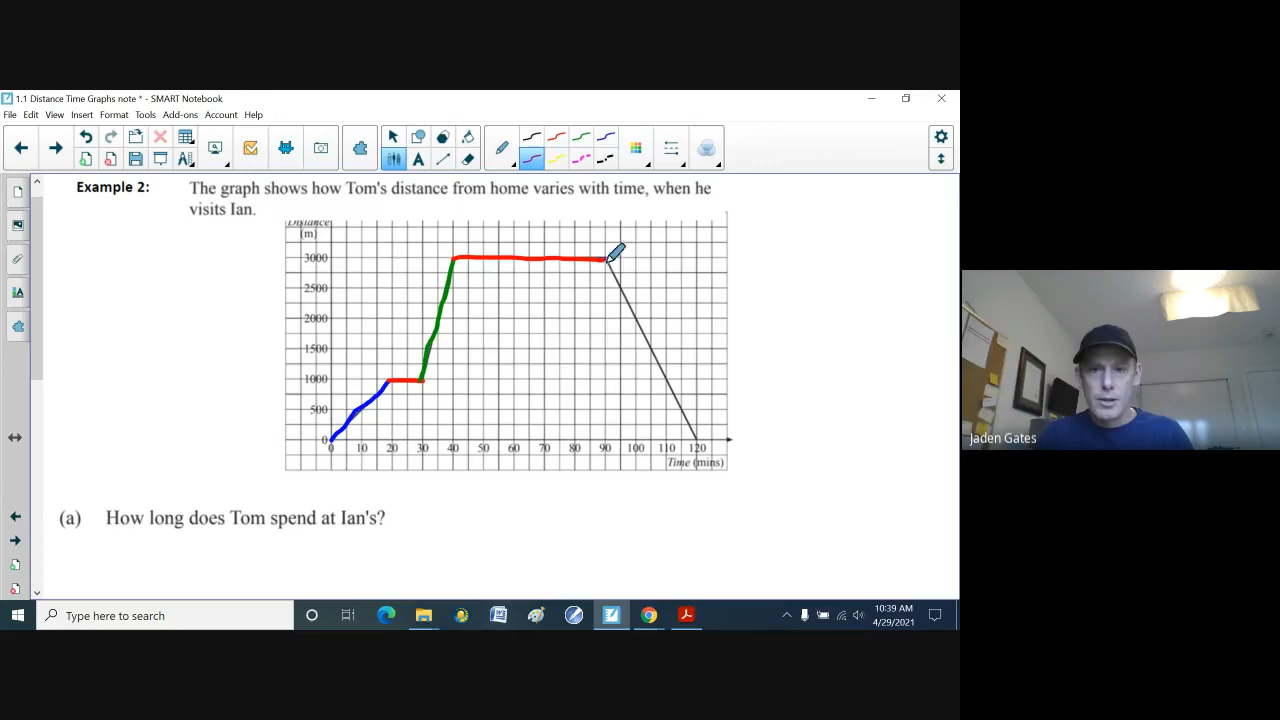 1.1 Distance Time Graphs note * - SMART Notebook
File Edit View Insert Format Tools Add-ons Account Help
Example 2: The graph shows how Tom's distance from home varies with time, when he
visits Ian.
Distance
(m)
3000
2500
2000
1500
1000
500
0
0 10 20 30 40 50 60 70 80 90 100 110 120
Time (mins)
(a) How long does Tom spend at Ian's?
Jaden Gates
Type here to search
10:39 AM
4/29/2021